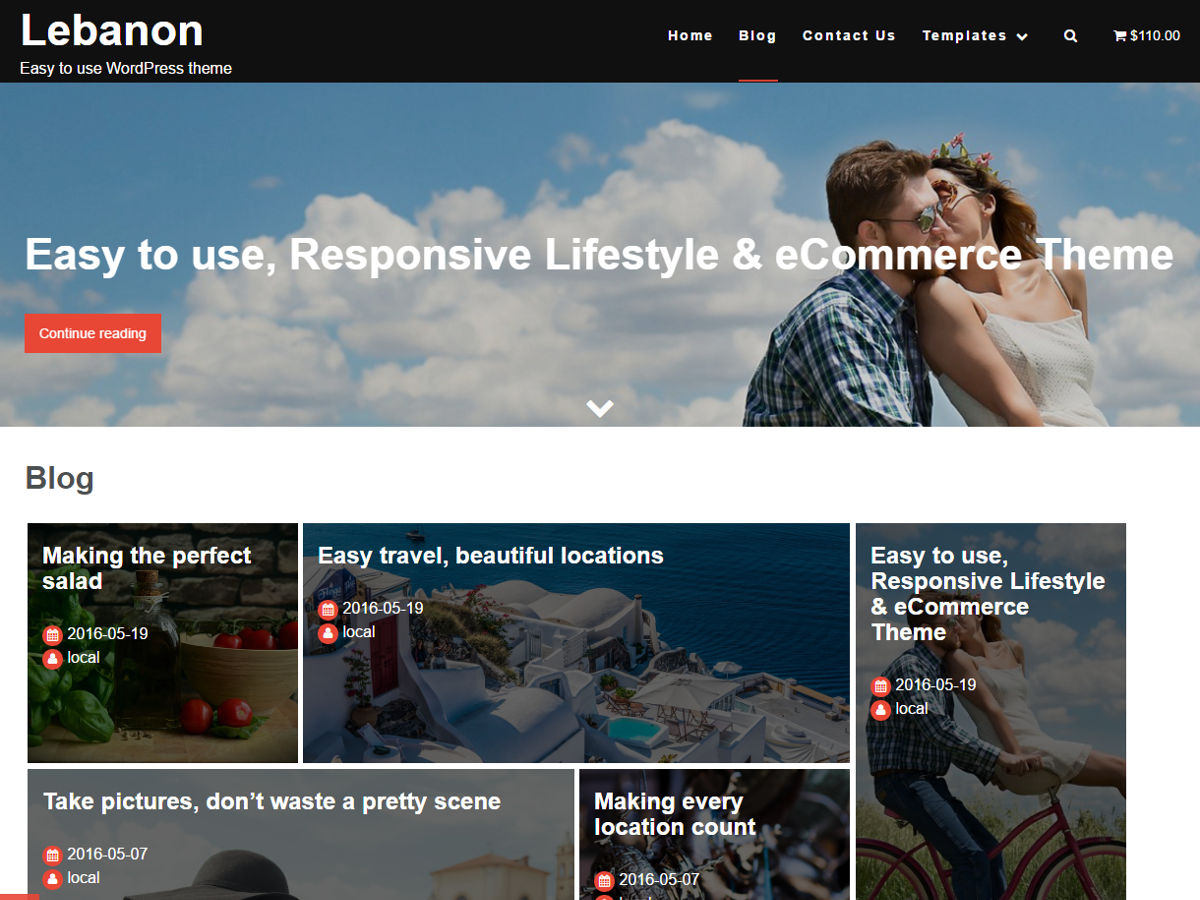 Lebanon
Easy to use WordPress theme
Home Blog Contact Us Templates $110.00
Easy to use, Responsive Lifestyle & eCommerce Theme
Continue reading
Blog
Making the perfect
salad
2016-05-19
local
Easy travel, beautiful locations
2016-05-19
local
Easy to use,
Responsive Lifestyle
& eCommerce
Theme
2016-05-19
local
Take pictures, don’t waste a pretty scene
2016-05-07
local
Making every
location count
2016-05-07